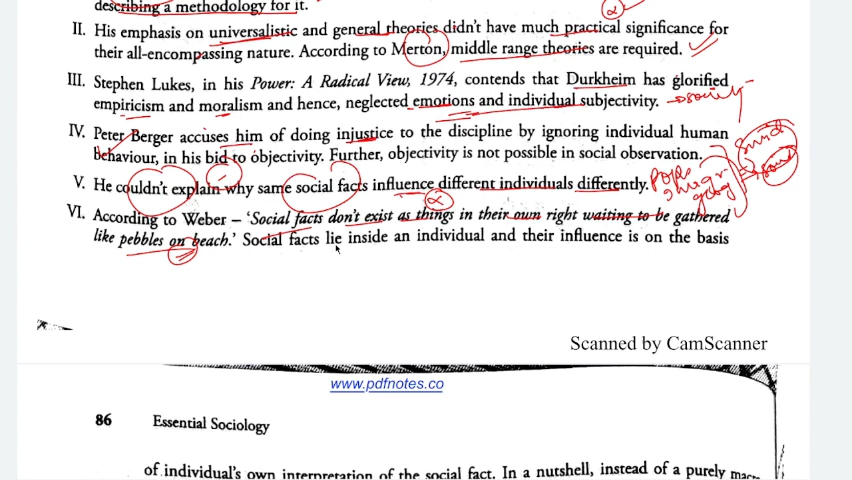 describing a methodology for it.
II. His emphasis on universalistic and general theories didn't have much practical significance for
their all-encompassing nature. According to Merton, middle range theories are required.
III. Stephen Lukes, in his Power: A Radical View, 1974, contends that Durkheim has glorified
empiricism and moralism and hence, neglected emotions and individual subjectivity. → society
IV. Peter Berger accuses him of doing injustice to the discipline by ignoring individual human
behaviour, in his bid to objectivity. Further, objectivity is not possible in social observation.
V. He couldn't explain why same social facts influence different individuals differently.
VI. According to Weber – 'Social facts don't exist as things in their own right waiting to be gathered
like pebbles on beach.' Social facts lie inside an individual and their influence is on the basis
Scanned by CamScanner
www.pdfnotes.co
86 Essential Sociology
of individual's own interpretation of the social fact. In a nutshell, instead of a purely